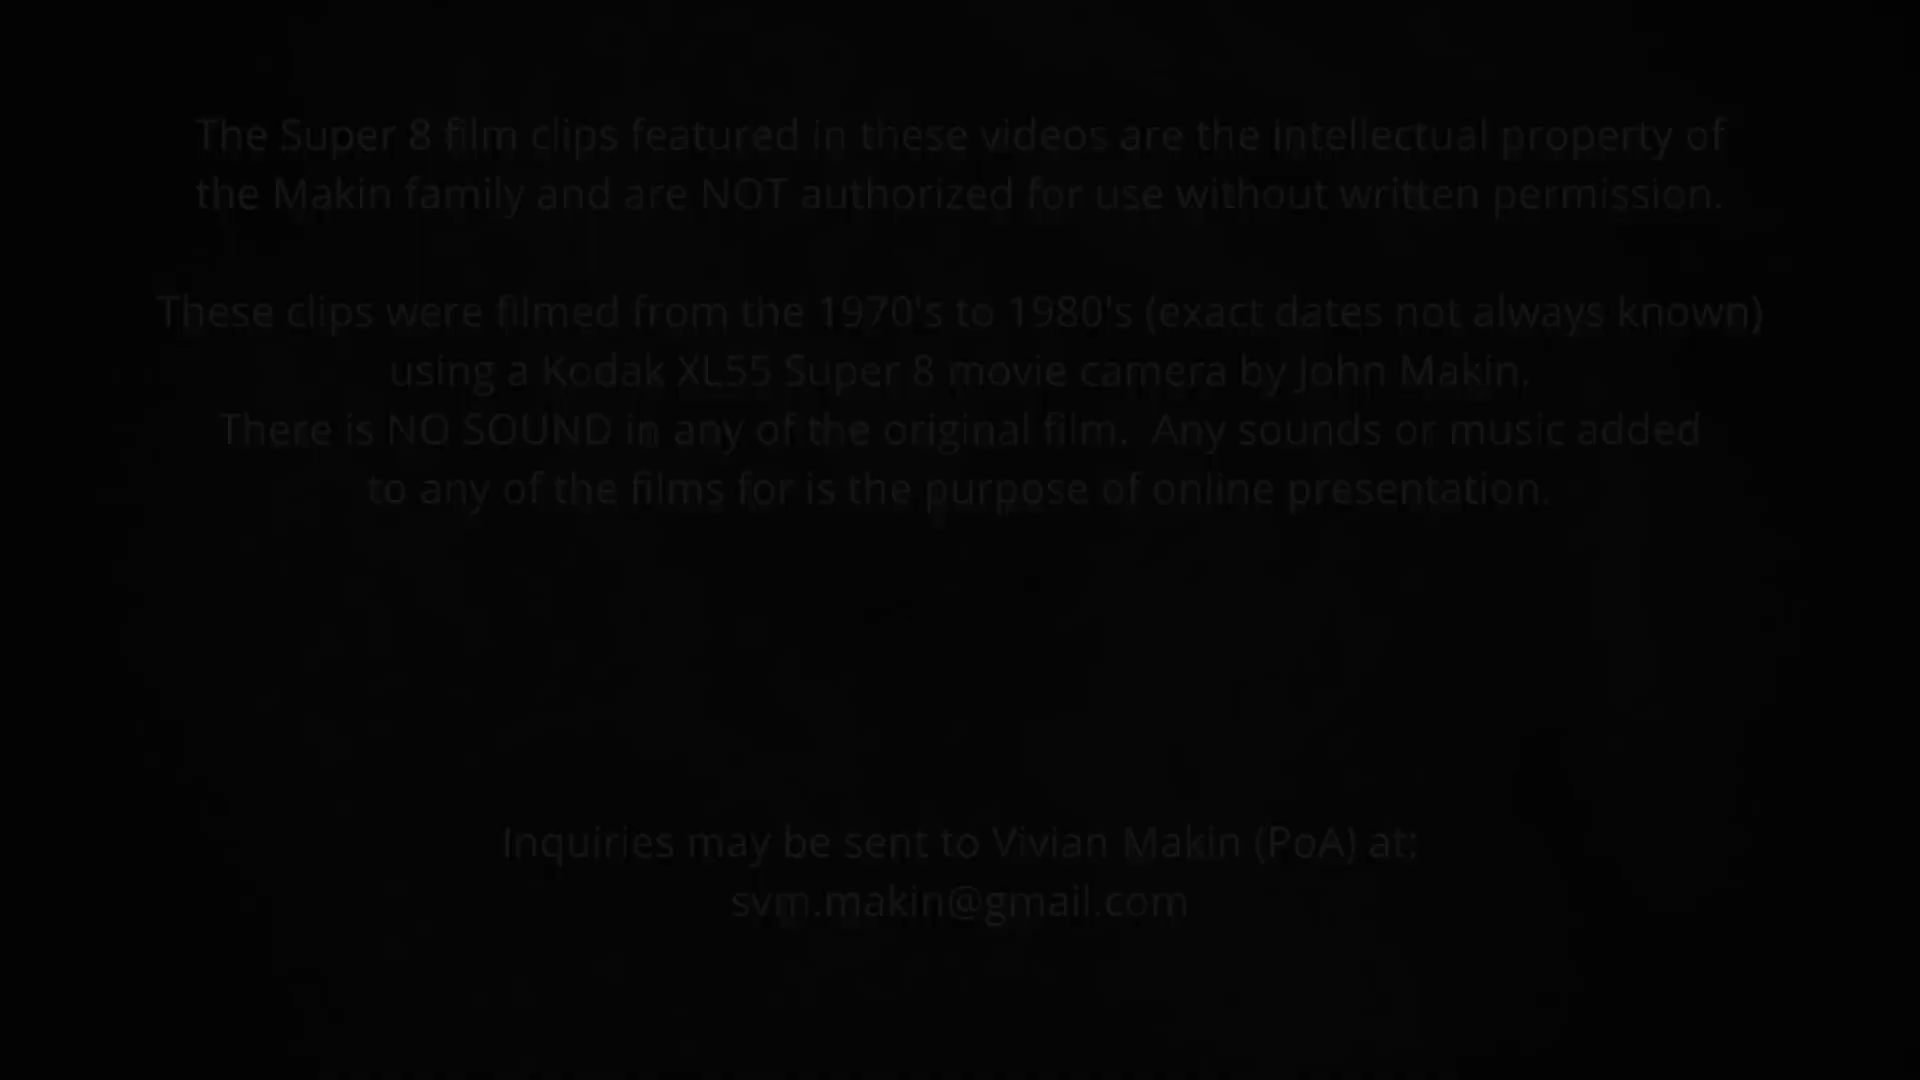 The Super 8 film clips featured in these videos are the intellectual property of
the Makin family and are NOT authorized for use without written permission.
These clips were filmed from the 1970's to 1980's (exact dates not always known)
using a Kodak XL55 Super 8 movie camera by John Makin.
There is NO SOUND in any of the original film.  Any sounds or music added
to any of the films for is the purpose of online presentation.
Inquiries may be sent to Vivian Makin (PoA) at:
svm.makin@gmail.com